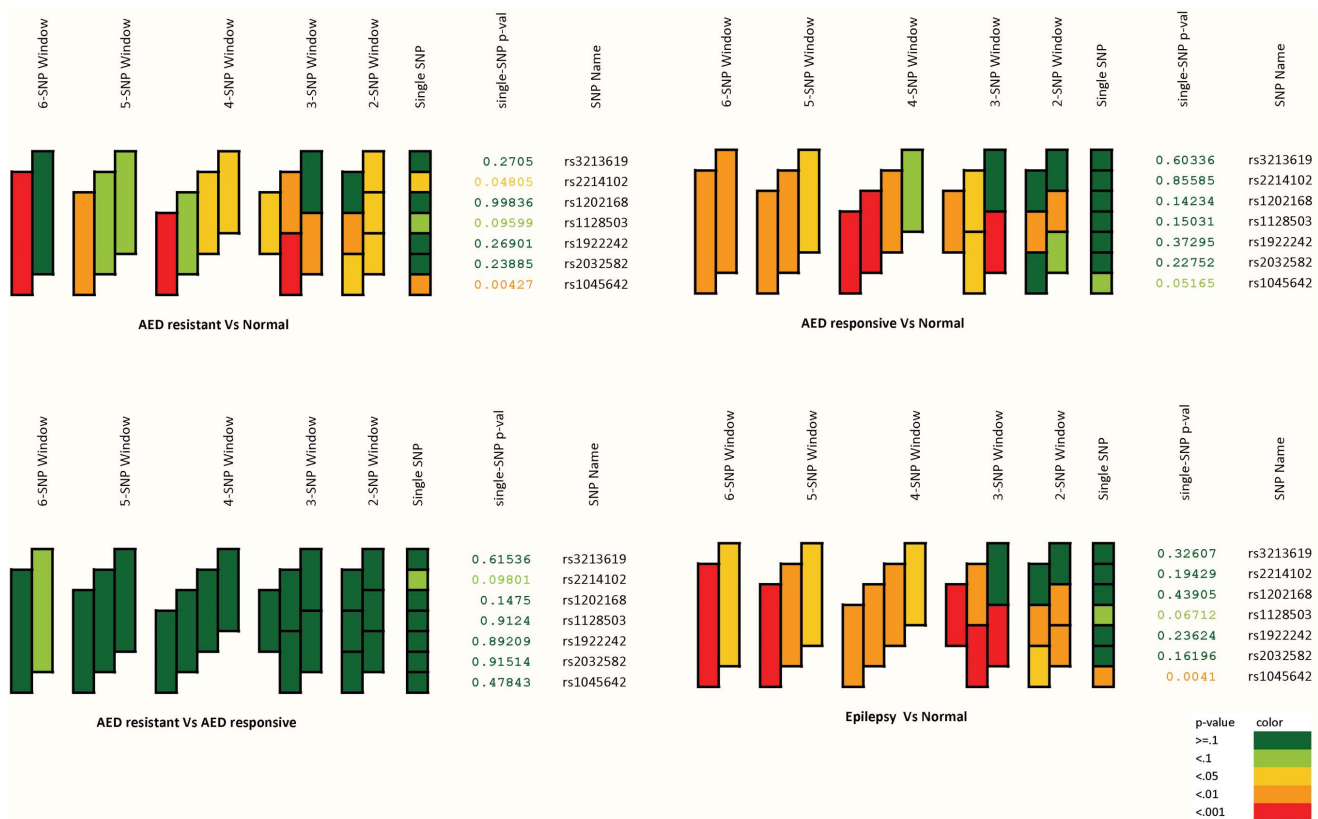 6-SNP Window
5-SNP Window
4-SNP Window
3-SNP Window
2-SNP Window
Single SNP
single-SNP p-val
SNP Name
0.2705 rs3213619
0.04805 rs2214102
0.99836 rs1202168
0.09599 rs1128503
0.26901 rs1922242
0.23885 rs2032582
0.00427 rs1045642
AED resistant Vs Normal
6-SNP Window
5-SNP Window
4-SNP Window
3-SNP Window
2-SNP Window
Single SNP
single-SNP p-val
SNP Name
0.60336 rs3213619
0.85585 rs2214102
0.14234 rs1202168
0.15031 rs1128503
0.37295 rs1922242
0.22752 rs2032582
0.05165 rs1045642
AED responsive Vs Normal
6-SNP Window
5-SNP Window
4-SNP Window
3-SNP Window
2-SNP Window
Single SNP
single-SNP p-val
SNP Name
0.61536 rs3213619
0.09801 rs2214102
0.1475 rs1202168
0.9124 rs1128503
0.89209 rs1922242
0.91514 rs2032582
0.47843 rs1045642
AED resistant Vs AED responsive
6-SNP Window
5-SNP Window
4-SNP Window
3-SNP Window
2-SNP Window
Single SNP
single-SNP p-val
SNP Name
0.32607 rs3213619
0.19429 rs2214102
0.43905 rs1202168
0.06712 rs1128503
0.23624 rs1922242
0.16196 rs2032582
0.0041 rs1045642
Epilepsy Vs Normal
p-value color
>=.1
<.1
<.05
<.01
<.001